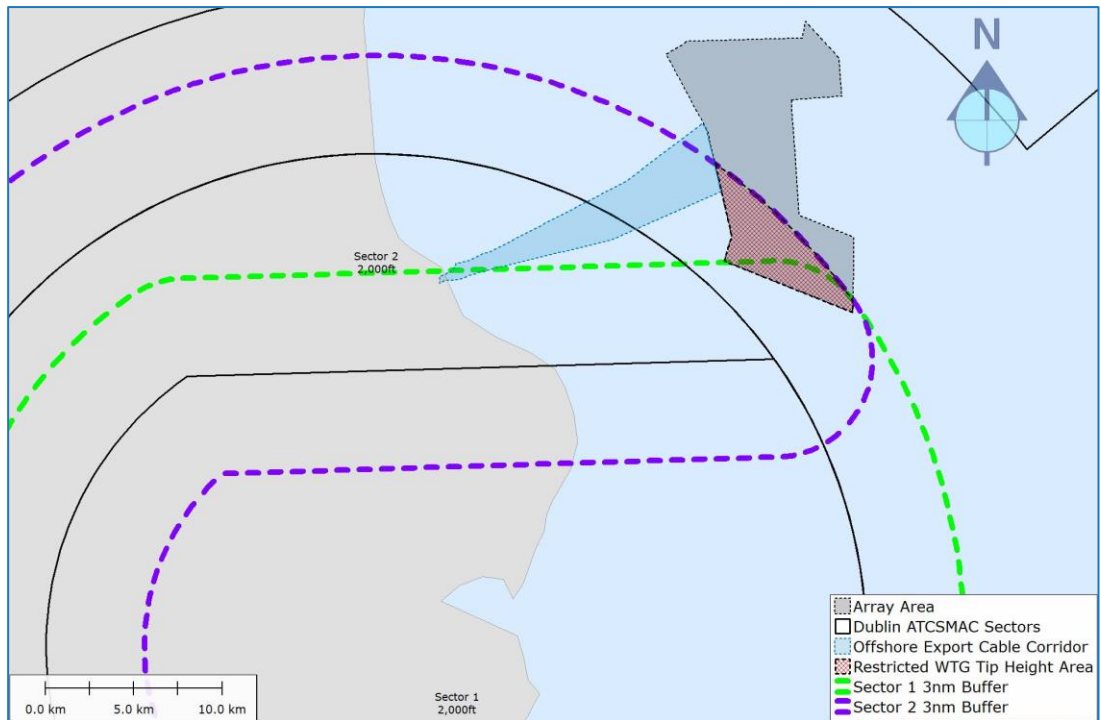 N
Sector 2
2,000ft
Sector 1
2,000ft
Array Area
Dublin ATCSMAC Sectors
Offshore Export Cable Corridor
Restricted WTG Tip Height Area
Sector 1 3nm Buffer
Sector 2 3nm Buffer
0.0 km 5.0 km 10.0 km